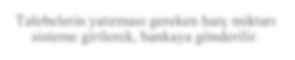 Talebelerin yatırması gereken harç miktarı
sisteme girilerek, bankaya gönderilir.